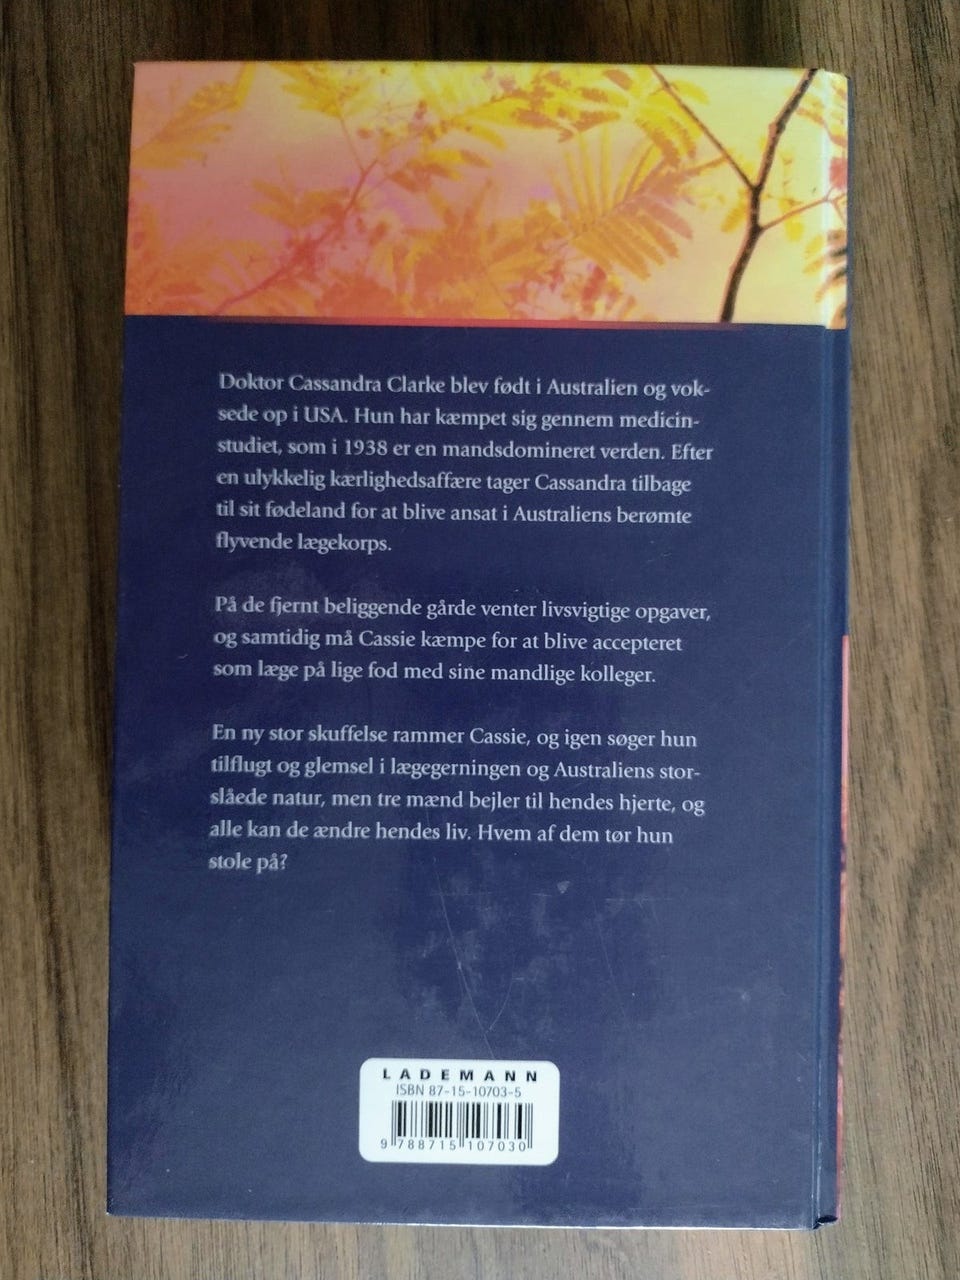 Doktor Cassandra Clarke blev født i Australien og vok-
sede op i USA. Hun har kæmpet sig gennem medicin-
studiet, som i 1938 er en mandsdomineret verden. Efter
en ulykkelig kærlighedsaffære tager Cassandra tilbage
til sit fødeland for at blive ansat i Australiens berømte
flyvende lægekorps.
På de fjernt beliggende gårde venter livsvigtige opgaver,
og samtidig må Cassie kæmpe for at blive accepteret
som læge på lige fod med sine mandlige kolleger.
En ny stor skuffelse rammer Cassie, og igen søger hun
tilflugt og glemsel i lægegerningen og Australiens stor-
slåede natur, men tre mænd bejler til hendes hjerte, og
alle kan de ændre hendes liv. Hvem af dem tør hun
stole på?
LADEMANN
ISBN 87-15-10703-5
9 788715 107030